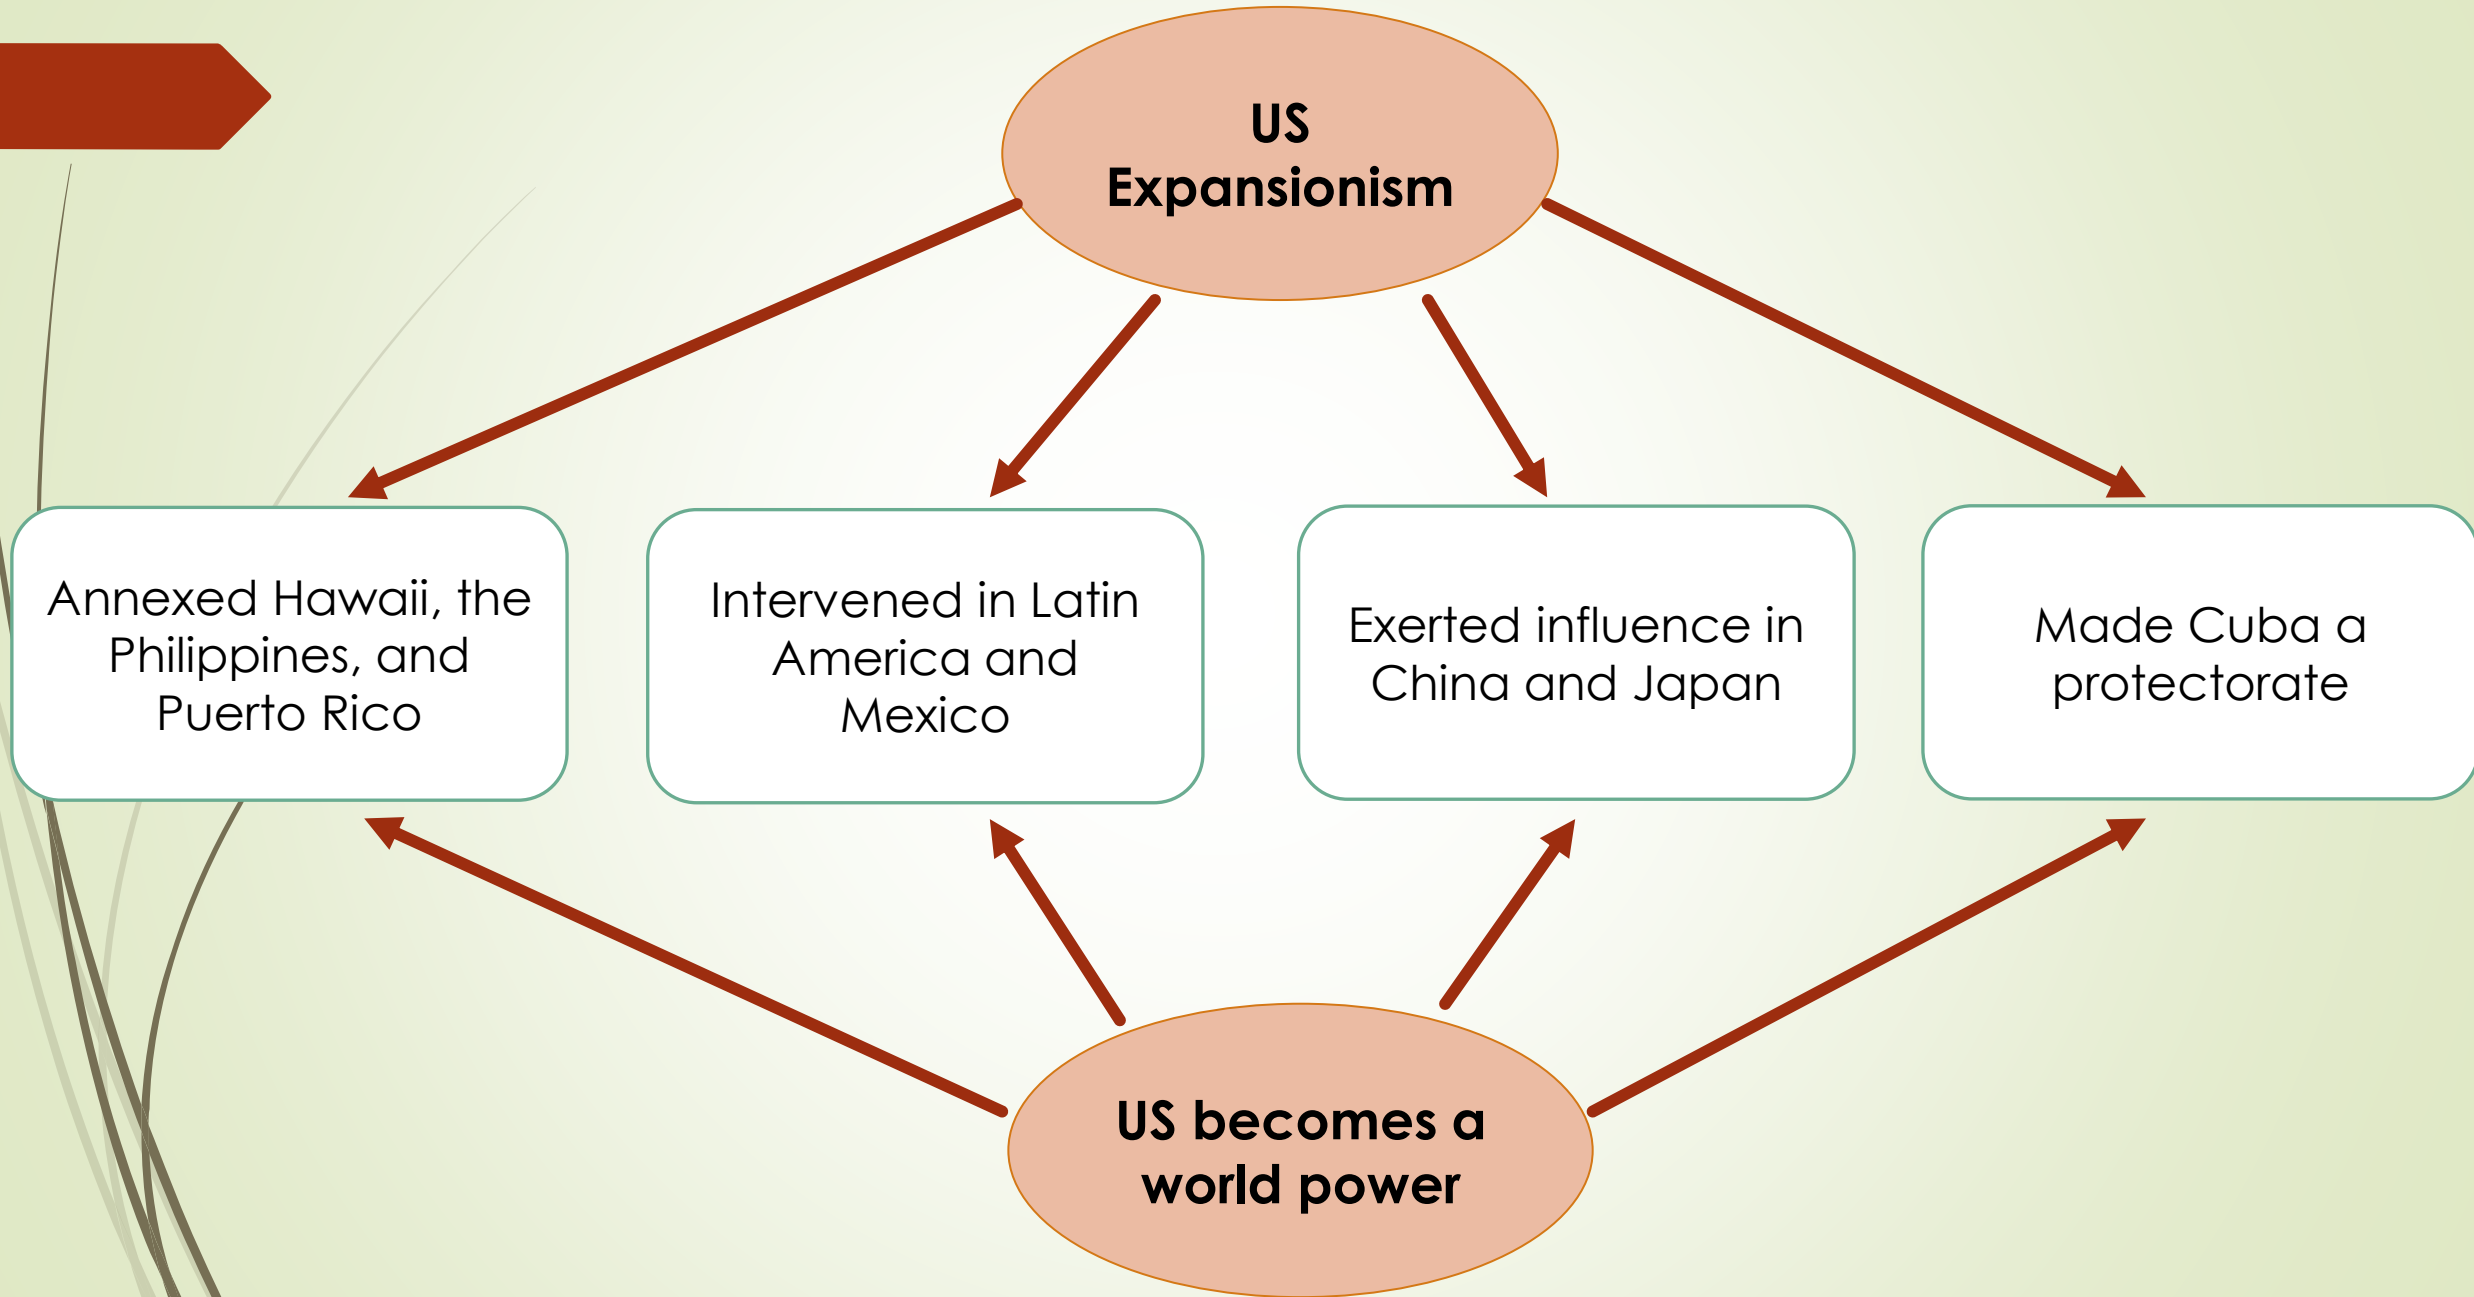 US
Expansionism
Annexed Hawaii, the
Philippines, and
Puerto Rico
Intervened in Latin
America and
Mexico
Exerted influence in
China and Japan
Made Cuba a
protectorate
US becomes a
world power